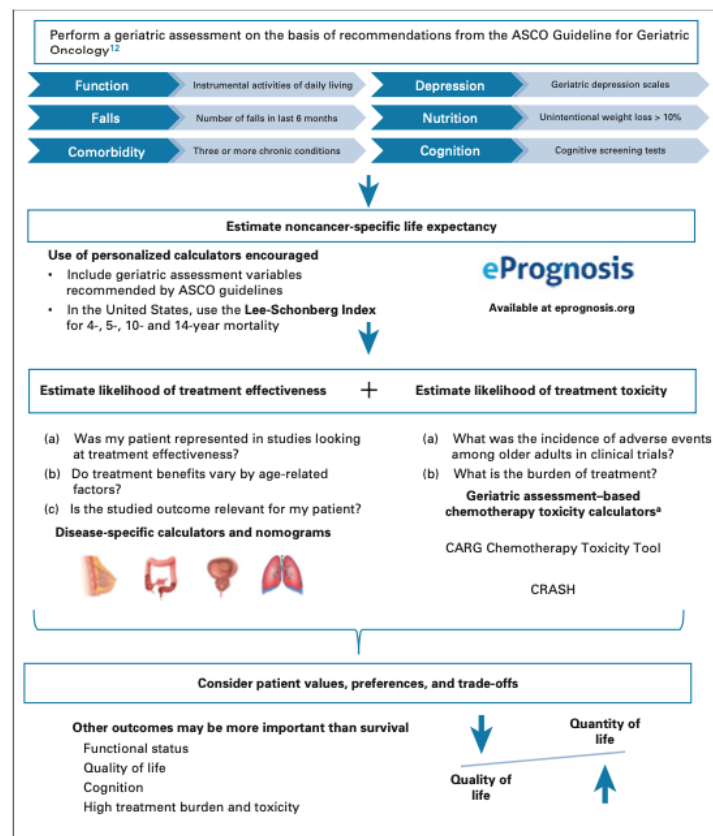 Perform a geriatric assessment on the basis of recommendations from the ASCO Guideline for Geriatric
Oncology12
Function
Instrumental activities of daily living
Depression
Geriatric depression scales
Falls
Number of falls in last 6 months
Nutrition
Unintentional weight loss > 10%
Comorbidity
Three or more chronic conditions
Cognition
Cognitive screening tests
Estimate noncancer-specific life expectancy
Use of personalized calculators encouraged
• Include geriatric assessment variables
recommended by ASCO guidelines
• In the United States, use the Lee-Schonberg Index
for 4-, 5-, 10- and 14-year mortality
ePrognosis
Available at eprognosis.org
Estimate likelihood of treatment effectiveness
+
Estimate likelihood of treatment toxicity
(a) Was my patient represented in studies looking
at treatment effectiveness?
(b) Do treatment benefits vary by age-related
factors?
(c) Is the studied outcome relevant for my patient?
Disease-specific calculators and nomograms
(a) What was the incidence of adverse events
among older adults in clinical trials?
(b) What is the burden of treatment?
Geriatric assessment–based
chemotherapy toxicity calculatorsa
CARG Chemotherapy Toxicity Tool
CRASH
Consider patient values, preferences, and trade-offs
Other outcomes may be more important than survival
Functional status
Quality of life
Cognition
High treatment burden and toxicity
Quantity of
life
Quality of
life